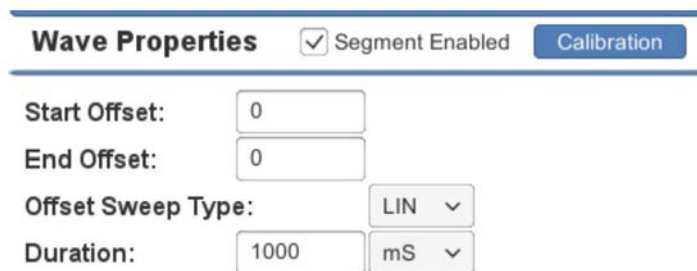 Wave Properties Segment Enabled Calibration
Start Offset: 0
End Offset: 0
Offset Sweep Type: LIN
Duration: 1000 mS